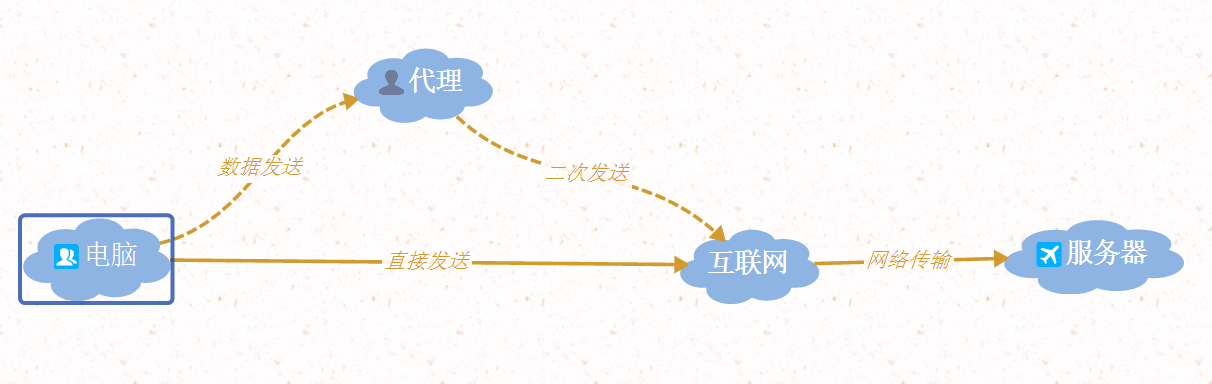 代理
数据发送
二次发送
电脑
直接发送
互联网
网络传输
服务器